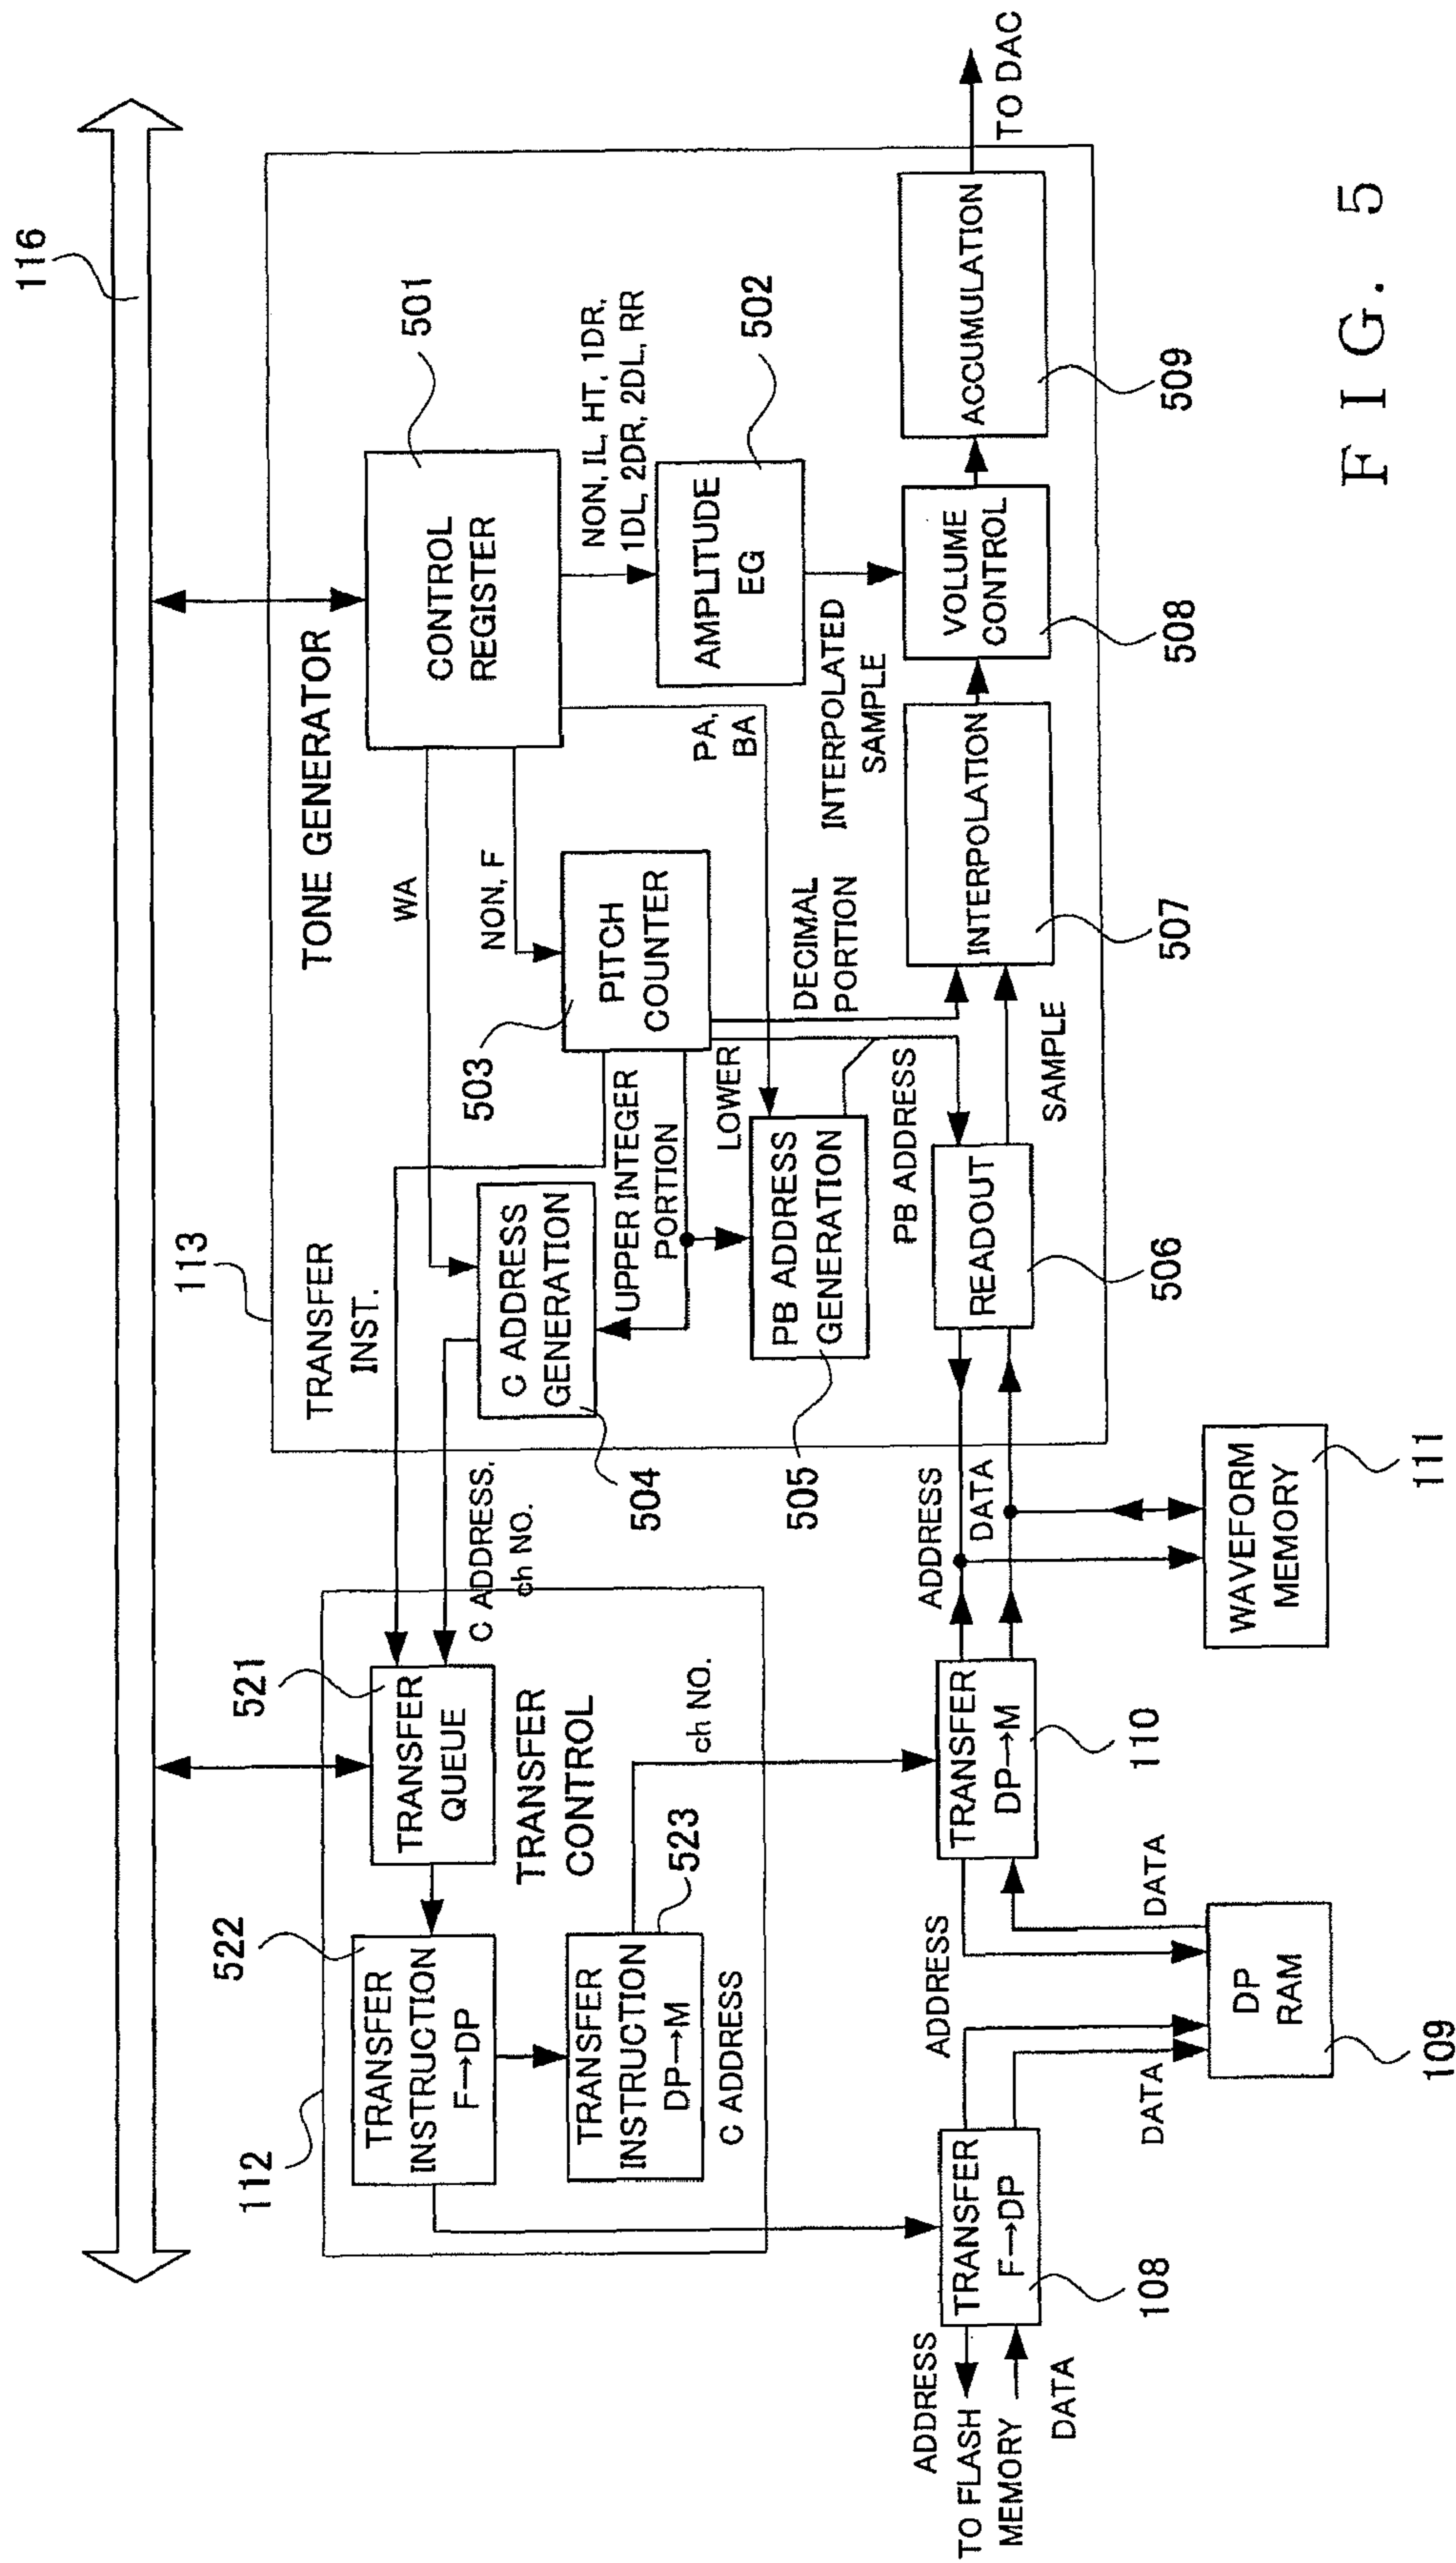 116
113
TONE GENERATOR
TRANSFER
INST.
501
CONTROL
REGISTER
WA
NON, F
NON, IL, HT, 1DR,
1DL, 2DR, 2DL, RR
502
AMPLITUDE
EG
PA,
BA
503
PITCH
COUNTER
504
C ADDRESS
GENERATION
UPPER INTEGER
PORTION
LOWER
505
PB ADDRESS
GENERATION
PB ADDRESS
DECIMAL
PORTION
INTERPOLATED
SAMPLE
506
READOUT
SAMPLE
507
INTERPOLATION
508
VOLUME
CONTROL
509
ACCUMULATION
TO DAC
112
TRANSFER
CONTROL
521
TRANSFER
QUEUE
C ADDRESS,
ch NO.
522
TRANSFER
INSTRUCTION
F→DP
523
TRANSFER
INSTRUCTION
DP→M
C ADDRESS
ch NO.
ADDRESS
TO FLASH
MEMORY
DATA
108
TRANSFER
F→DP
ADDRESS
DATA
109
DP
RAM
DATA
110
TRANSFER
DP→M
ADDRESS
DATA
111
WAVEFORM
MEMORY
FIG. 5